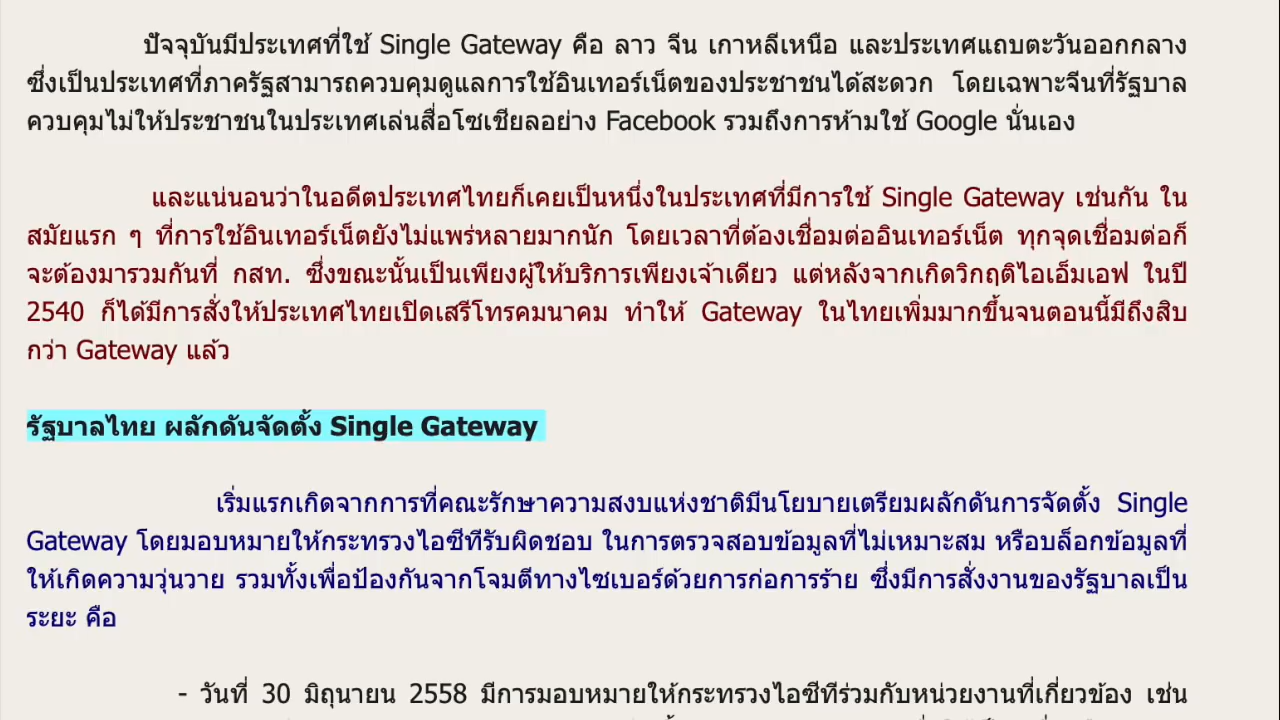 ปัจจุบันมีประเทศที่ใช้ Single Gateway คือ ลาว จีน เกาหลีเหนือ และประเทศแถบตะวันออกกลาง
ซึ่งเป็นประเทศที่ภาครัฐสามารถควบคุมดูแลการใช้อินเทอร์เน็ตของประชาชนได้สะดวก โดยเฉพาะจีนที่รัฐบาล
ควบคุมไม่ให้ประชาชนในประเทศเล่นสื่อโซเชียลอย่าง Facebook รวมถึงการห้ามใช้ Google นั่นเอง
และแน่นอนว่าในอดีตประเทศไทยก็เคยเป็นหนึ่งในประเทศที่มีการใช้ Single Gateway เช่นกัน ใน
สมัยแรก ๆ ที่การใช้อินเทอร์เน็ตยังไม่แพร่หลายมากนัก โดยเวลาที่ต้องเชื่อมต่ออินเทอร์เน็ต ทุกจุดเชื่อมต่อก็
จะต้องมารวมกันที่ กสท. ซึ่งขณะนั้นเป็นเพียงผู้ให้บริการเพียงเจ้าเดียว แต่หลังจากเกิดวิกฤติไอเอ็มเอฟ ในปี
2540 ก็ได้มีการสั่งให้ประเทศไทยเปิดเสรีโทรคมนาคม ทำให้ Gateway ในไทยเพิ่มมากขึ้นจนตอนนี้มีถึงสิบ
กว่า Gateway แล้ว
รัฐบาลไทย ผลักดันจัดตั้ง Single Gateway
เริ่มแรกเกิดจากการที่คณะรักษาความสงบแห่งชาติมีนโยบายเตรียมผลักดันการจัดตั้ง Single
Gateway โดยมอบหมายให้กระทรวงไอซีทีรับผิดชอบ ในการตรวจสอบข้อมูลที่ไม่เหมาะสม หรือบล็อกข้อมูลที่
ให้เกิดความวุ่นวาย รวมทั้งเพื่อป้องกันจากโจมตีทางไซเบอร์ด้วยการก่อการร้าย ซึ่งมีการสั่งงานของรัฐบาลเป็น
ระยะ คือ
- วันที่ 30 มิถุนายน 2558 มีการมอบหมายให้กระทรวงไอซีทีร่วมกับหน่วยงานที่เกี่ยวข้อง เช่น